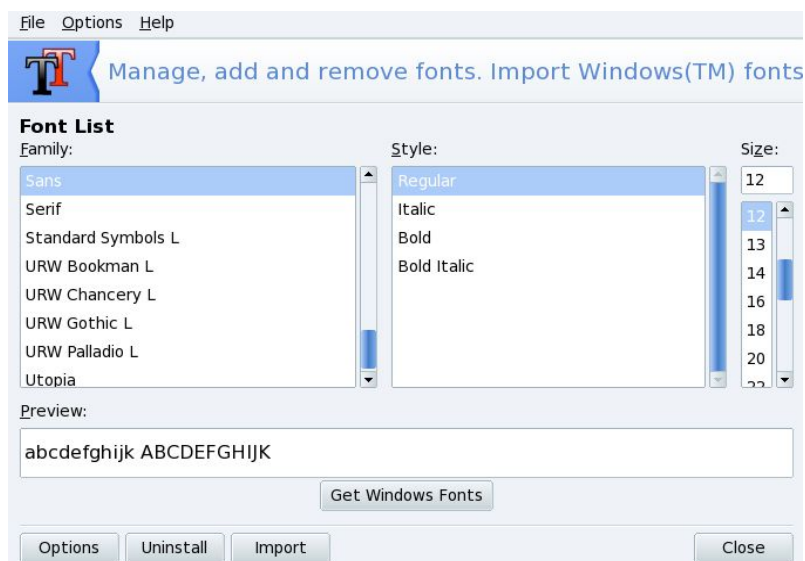 File Options Help
Manage, add and remove fonts. Import Windows(TM) fonts
Font List
Family: Style: Size:
Sans Regular 12
Serif Italic 12
Standard Symbols L Bold 13
URW Bookman L Bold Italic 14
URW Chancery L 16
URW Gothic L 18
URW Palladio L 20
Utopia 22
Preview:
abcdefghijk ABCDEFGHIJK
Get Windows Fonts
Options Uninstall Import Close